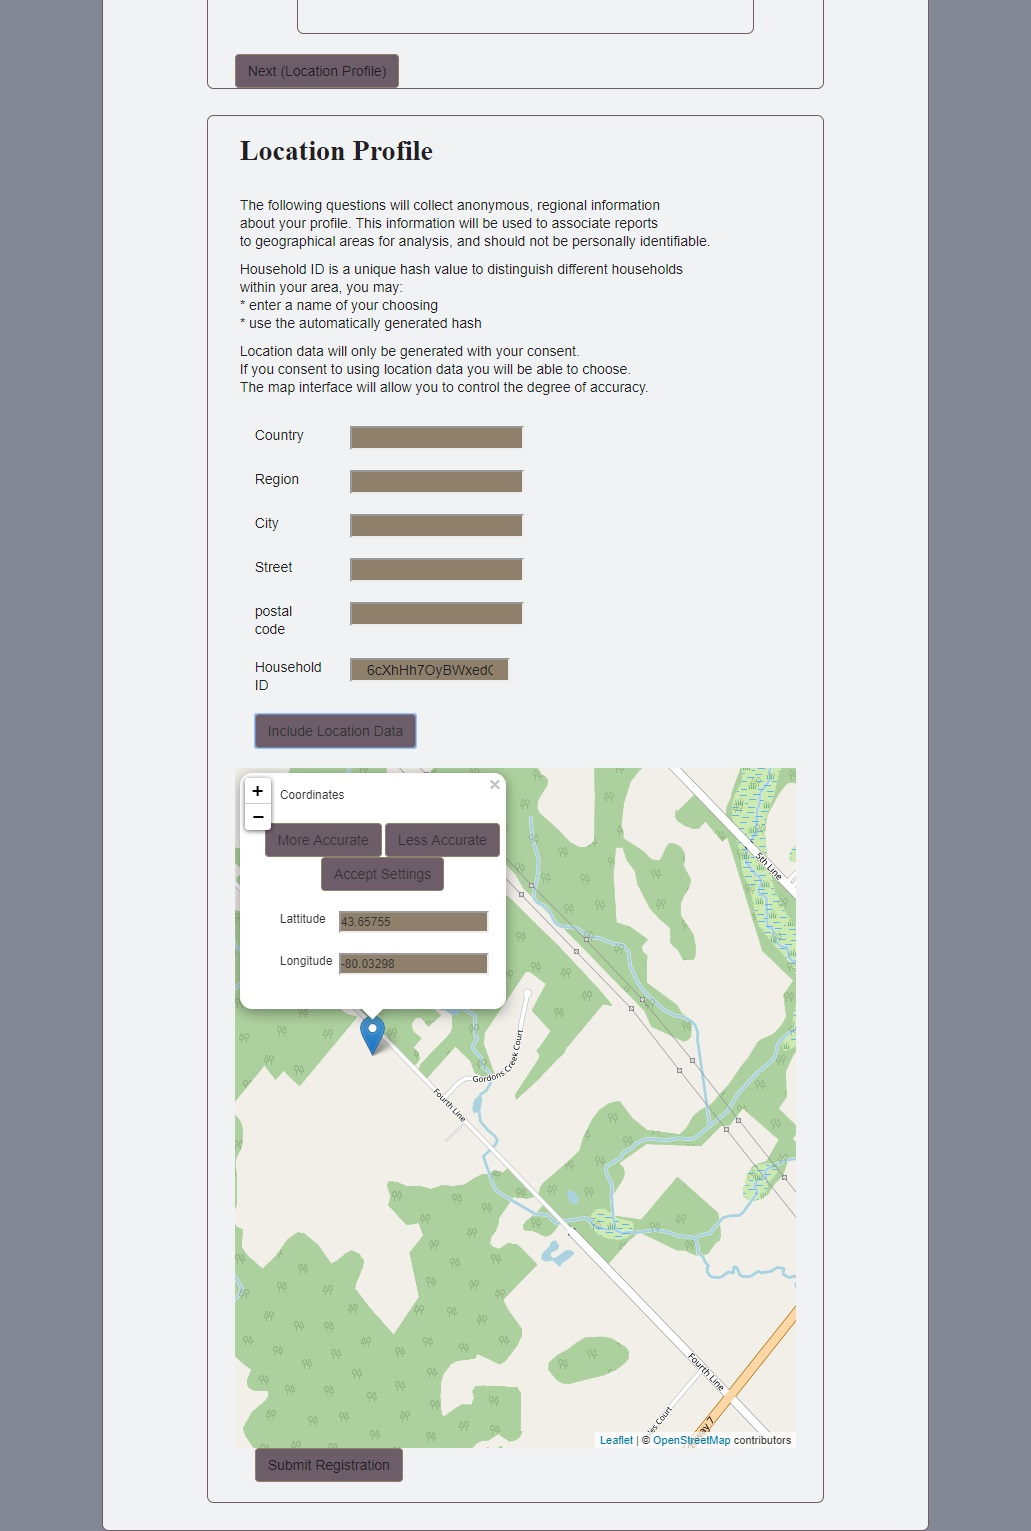 Next (Location Profile)
Location Profile
The following questions will collect anonymous, regional information
about your profile. This information will be used to associate reports
to geographical areas for analysis, and should not be personally identifiable.
Household ID is a unique hash value to distinguish different households
within your area, you may:
* enter a name of your choosing
* use the automatically generated hash
Location data will only be generated with your consent.
If you consent to using location data you will be able to choose.
The map interface will allow you to control the degree of accuracy.
Country
Region
City
Street
postal
code
Household
ID
6cXhHh7OyBWxed
Include Location Data
+
−
Coordinates
×
More Accurate
Less Accurate
Accept Settings
Lattitude
43.65755
Longitude
-80.03298
5th Line
Gordons Creek Court
Fourth Line
Fourth Line
Court
7
Leaflet | © OpenStreetMap contributors
Submit Registration